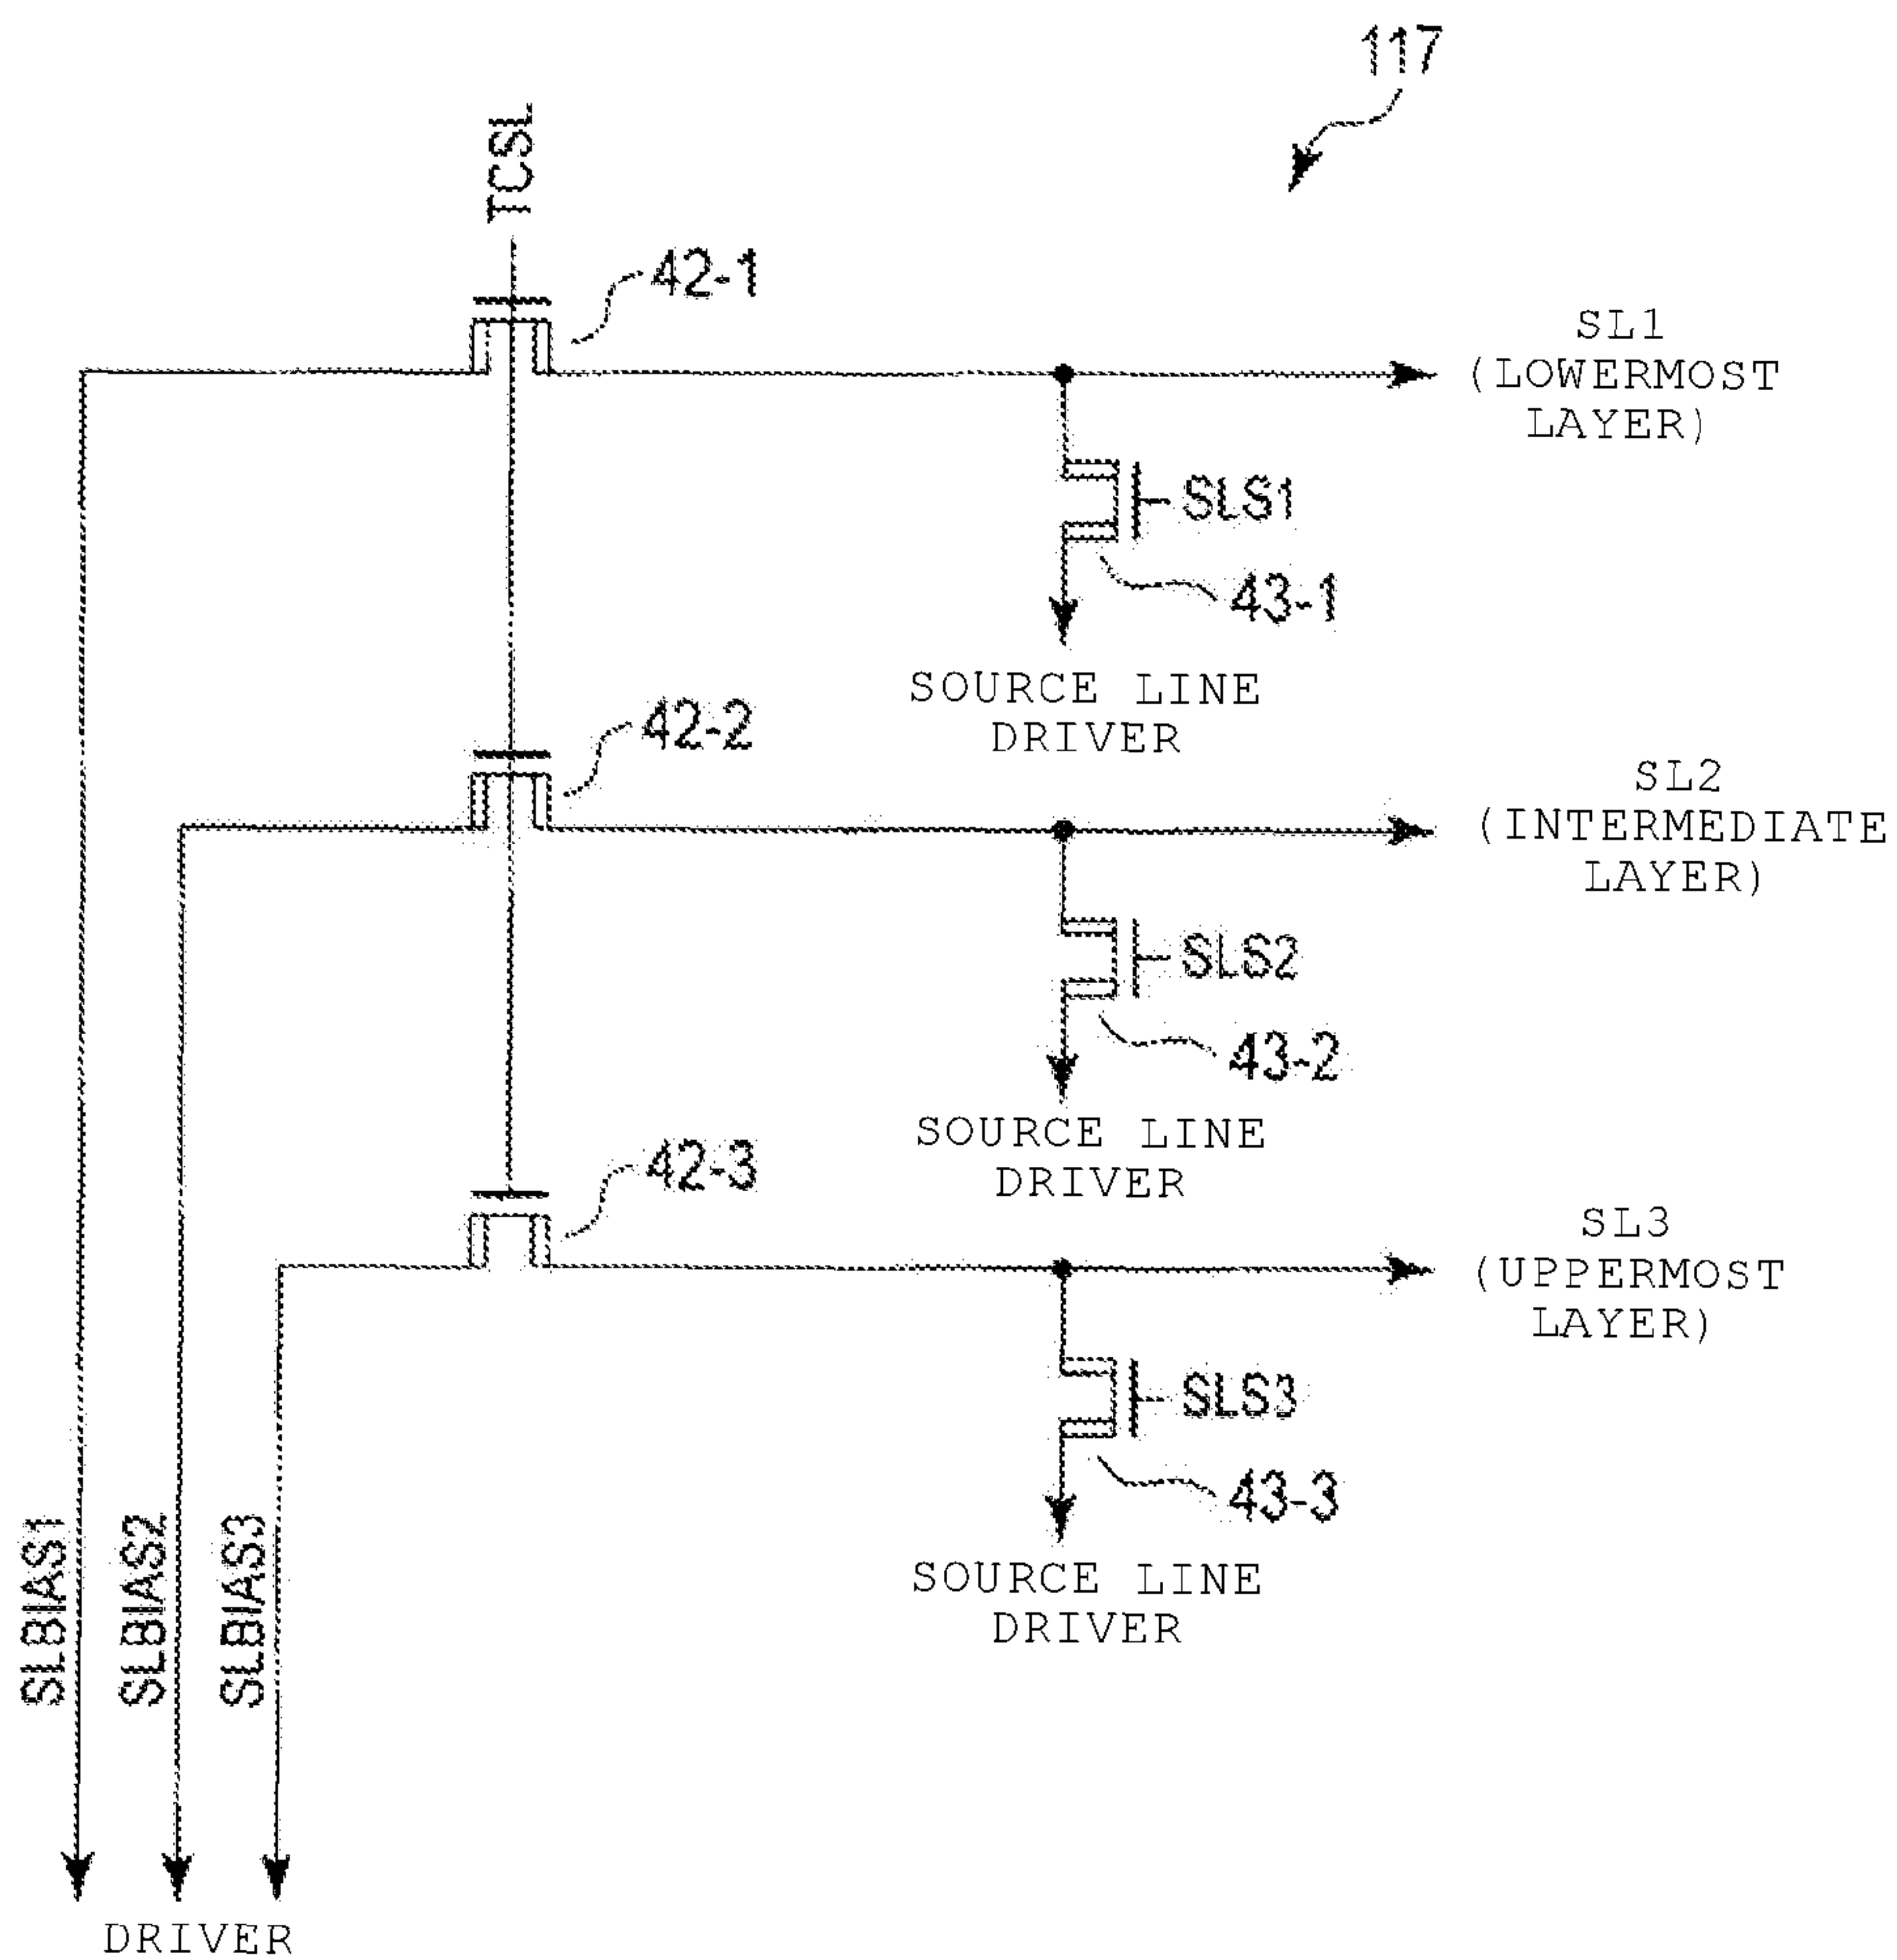 117
TCSL
42-1
SL1
(LOWERMOST
LAYER)
SLS1
43-1
SOURCE LINE
DRIVER
42-2
SL2
(INTERMEDIATE
LAYER)
SLS2
43-2
SOURCE LINE
DRIVER
42-3
SL3
(UPPERMOST
LAYER)
SLS3
43-3
SOURCE LINE
DRIVER
SLBIAS1
SLBIAS2
SLBIAS3
DRIVER